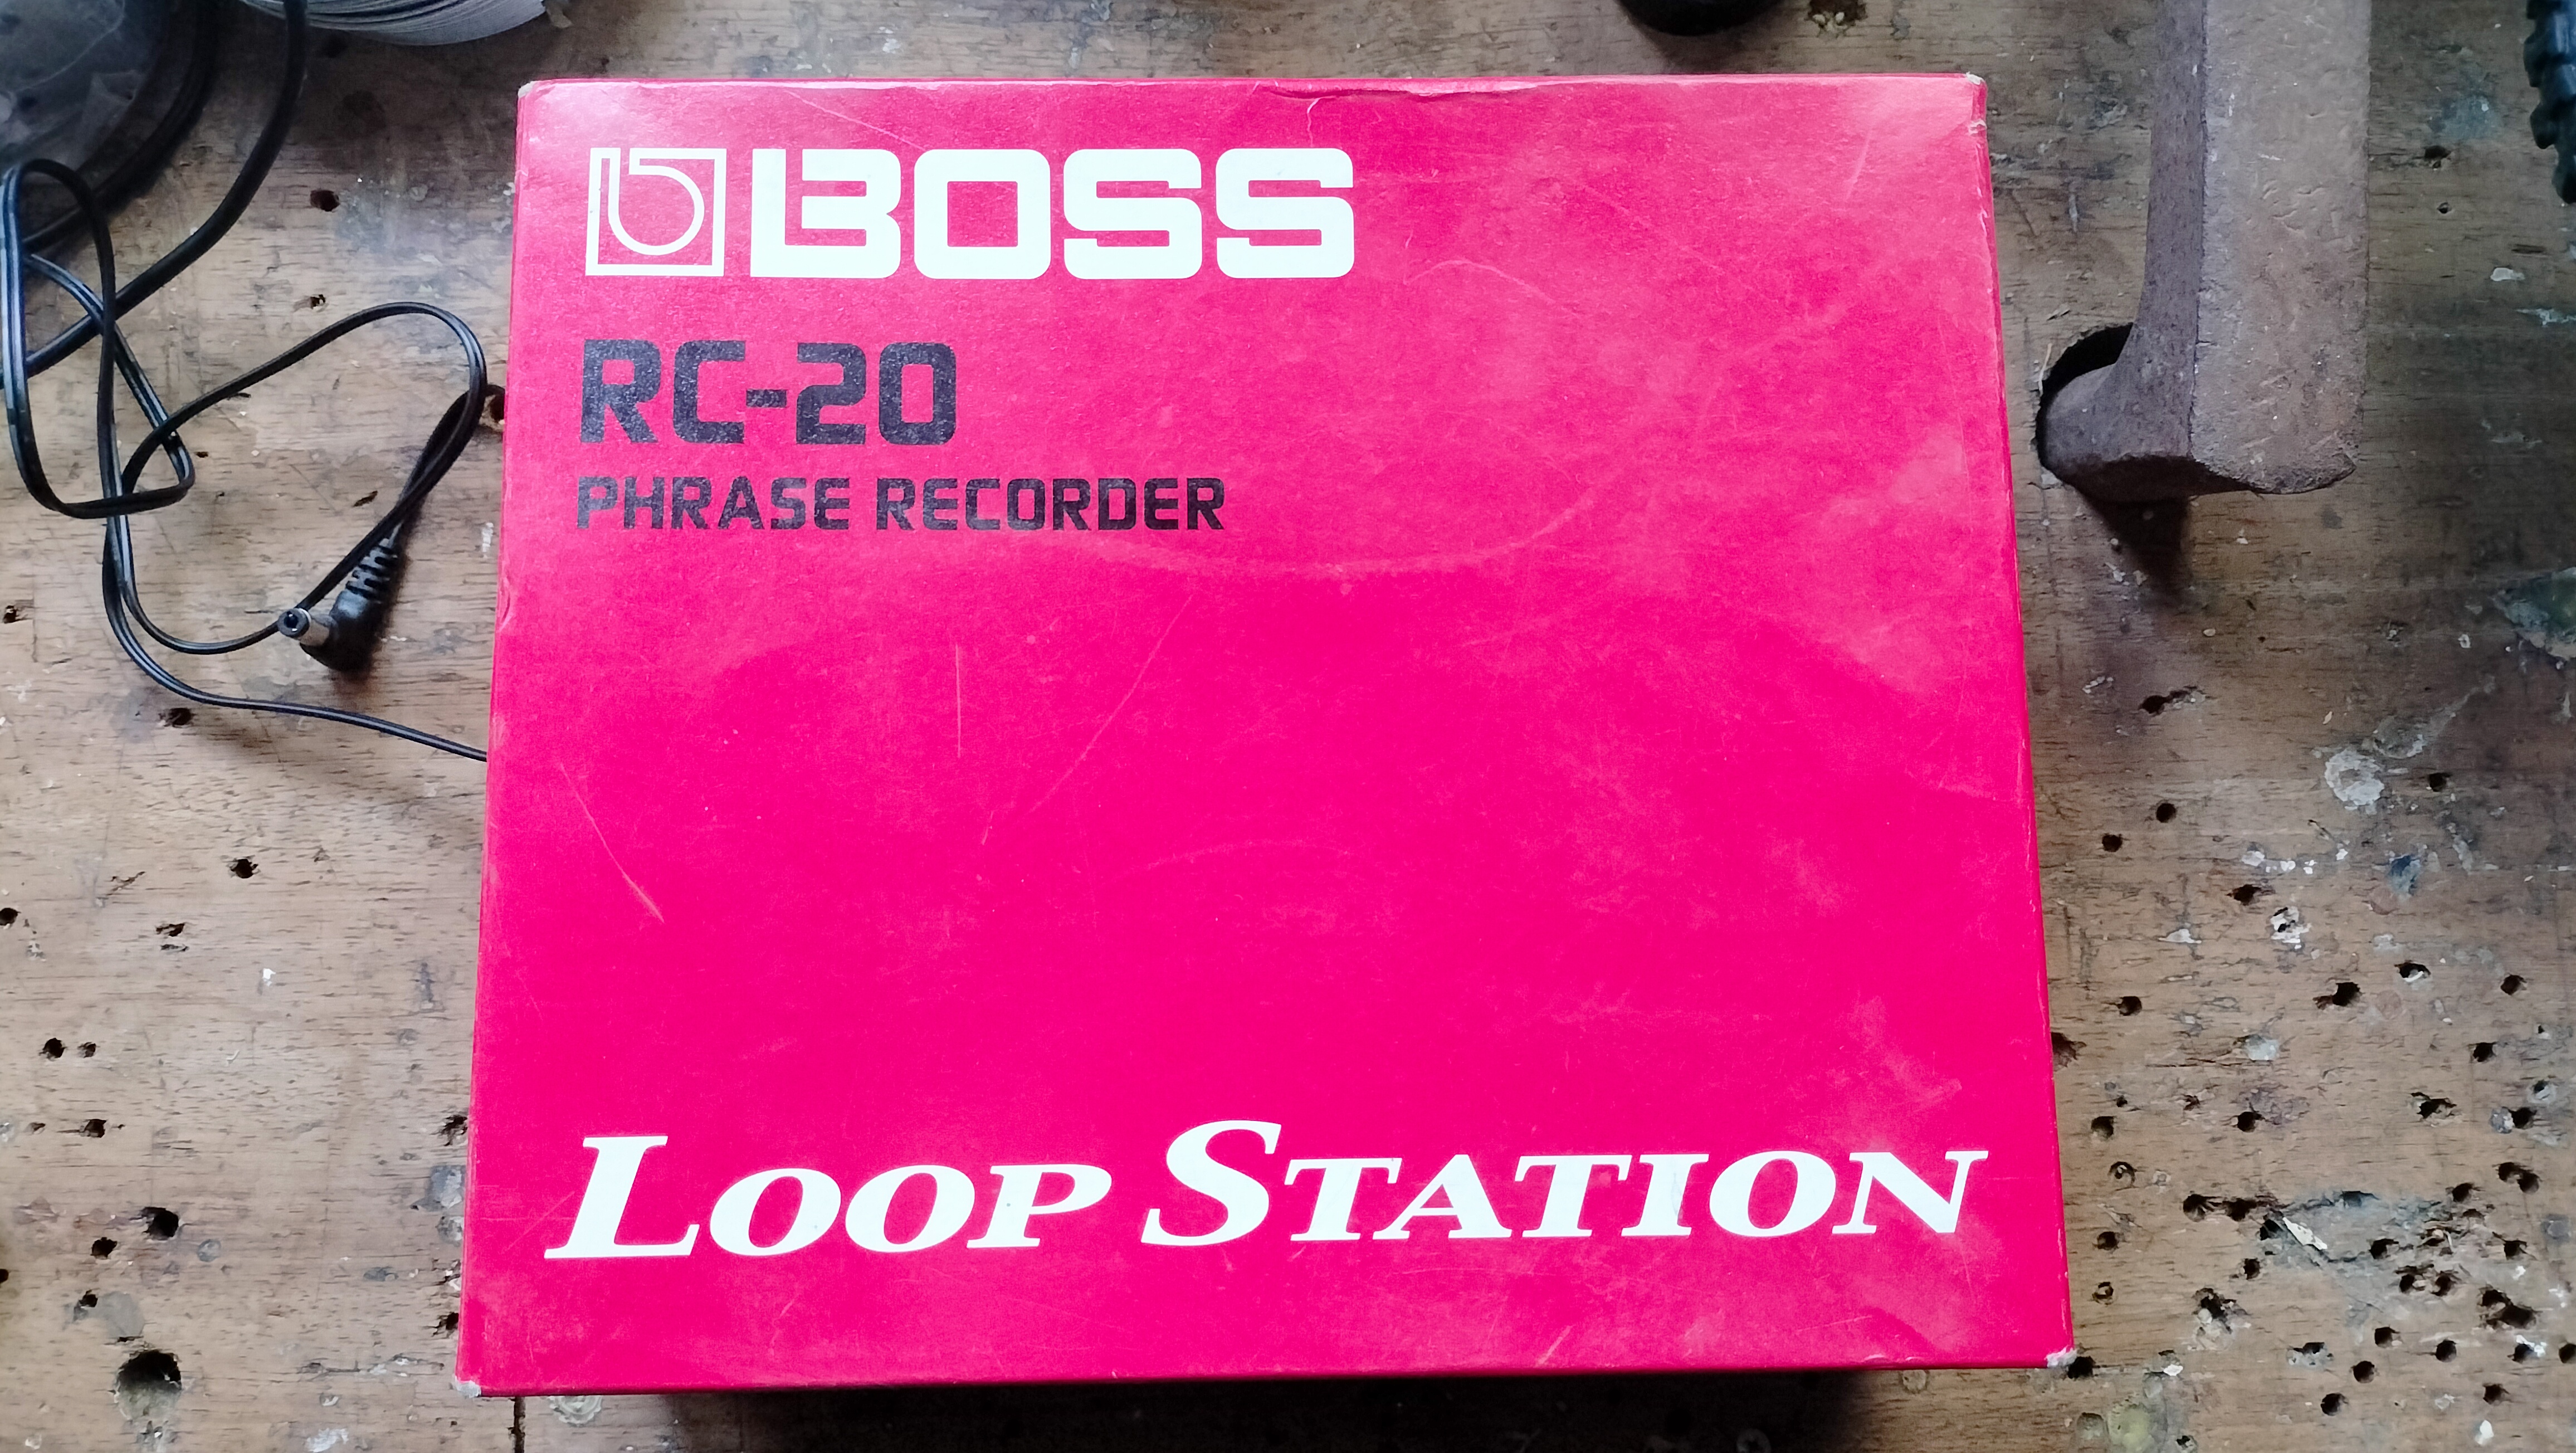 BOSS
RC-20
PHRASE RECORDER
LOOP STATION